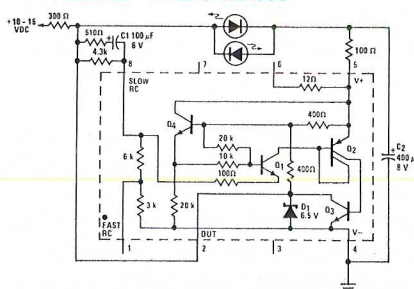 +10-15
VDC
300 Ω
510Ω
+
C1 100 μF
6 V
4.3k
100 Ω
8
7
6
5
SLOW
RC
12Ω
V+
400Ω
Q4
20 k
10 k
Q1
400Ω
Q2
+
C2
400 μ
8 V
100Ω
6 k
3 k
20 k
D1
6.5 V
Q3
FAST
RC
OUT
V−
1
2
3
4